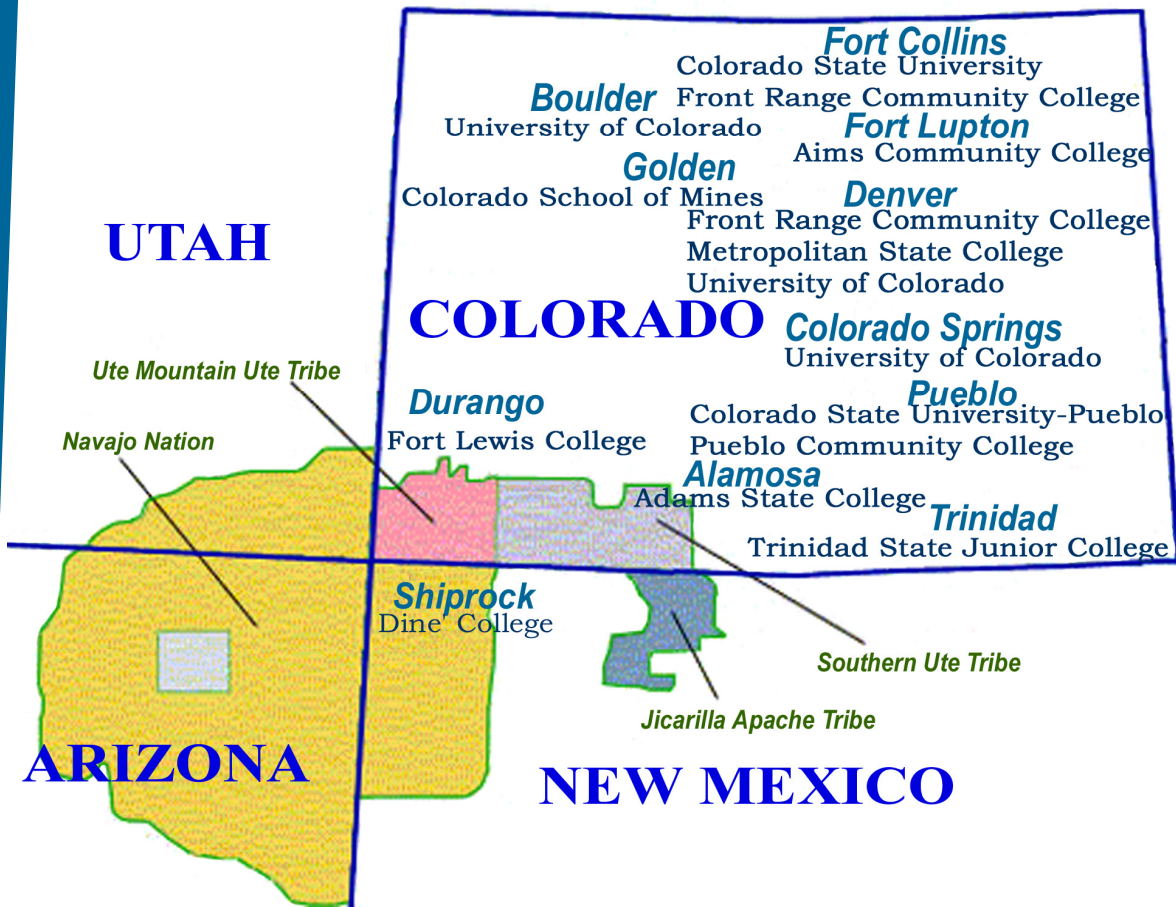 Fort Collins
Colorado State University
Front Range Community College
Boulder
University of Colorado
Fort Lupton
Aims Community College
Golden
Colorado School of Mines
Denver
Front Range Community College
Metropolitan State College
University of Colorado
UTAH
COLORADO
Colorado Springs
University of Colorado
Ute Mountain Ute Tribe
Durango
Fort Lewis College
Pueblo
Colorado State University-Pueblo
Pueblo Community College
Navajo Nation
Alamosa
Adams State College
Trinidad
Trinidad State Junior College
Shiprock
Dine' College
Southern Ute Tribe
Jicarilla Apache Tribe
ARIZONA
NEW MEXICO